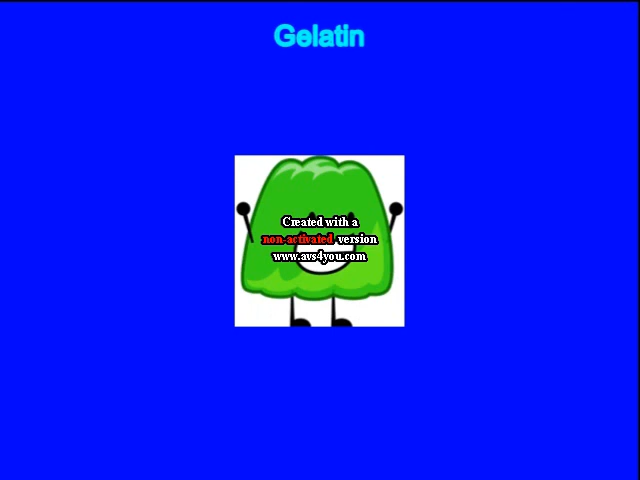 Gelatin
Created with a
non-activated version
www.avs4you.com